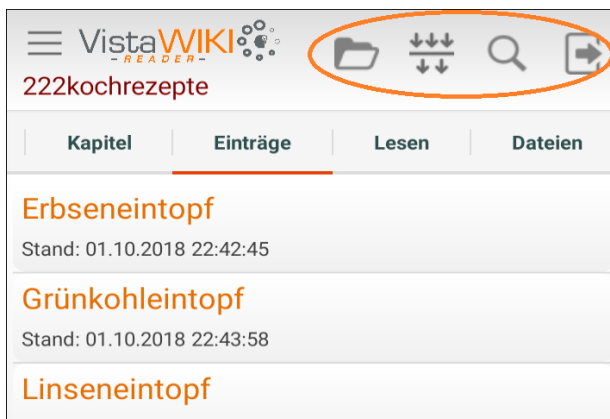 VistaWIKI
- READER -
222kochrezepte
Kapitel Einträge Lesen Dateien
Erbseneintopf
Stand: 01.10.2018 22:42:45
Grünkohleintopf
Stand: 01.10.2018 22:43:58
Linseneintopf